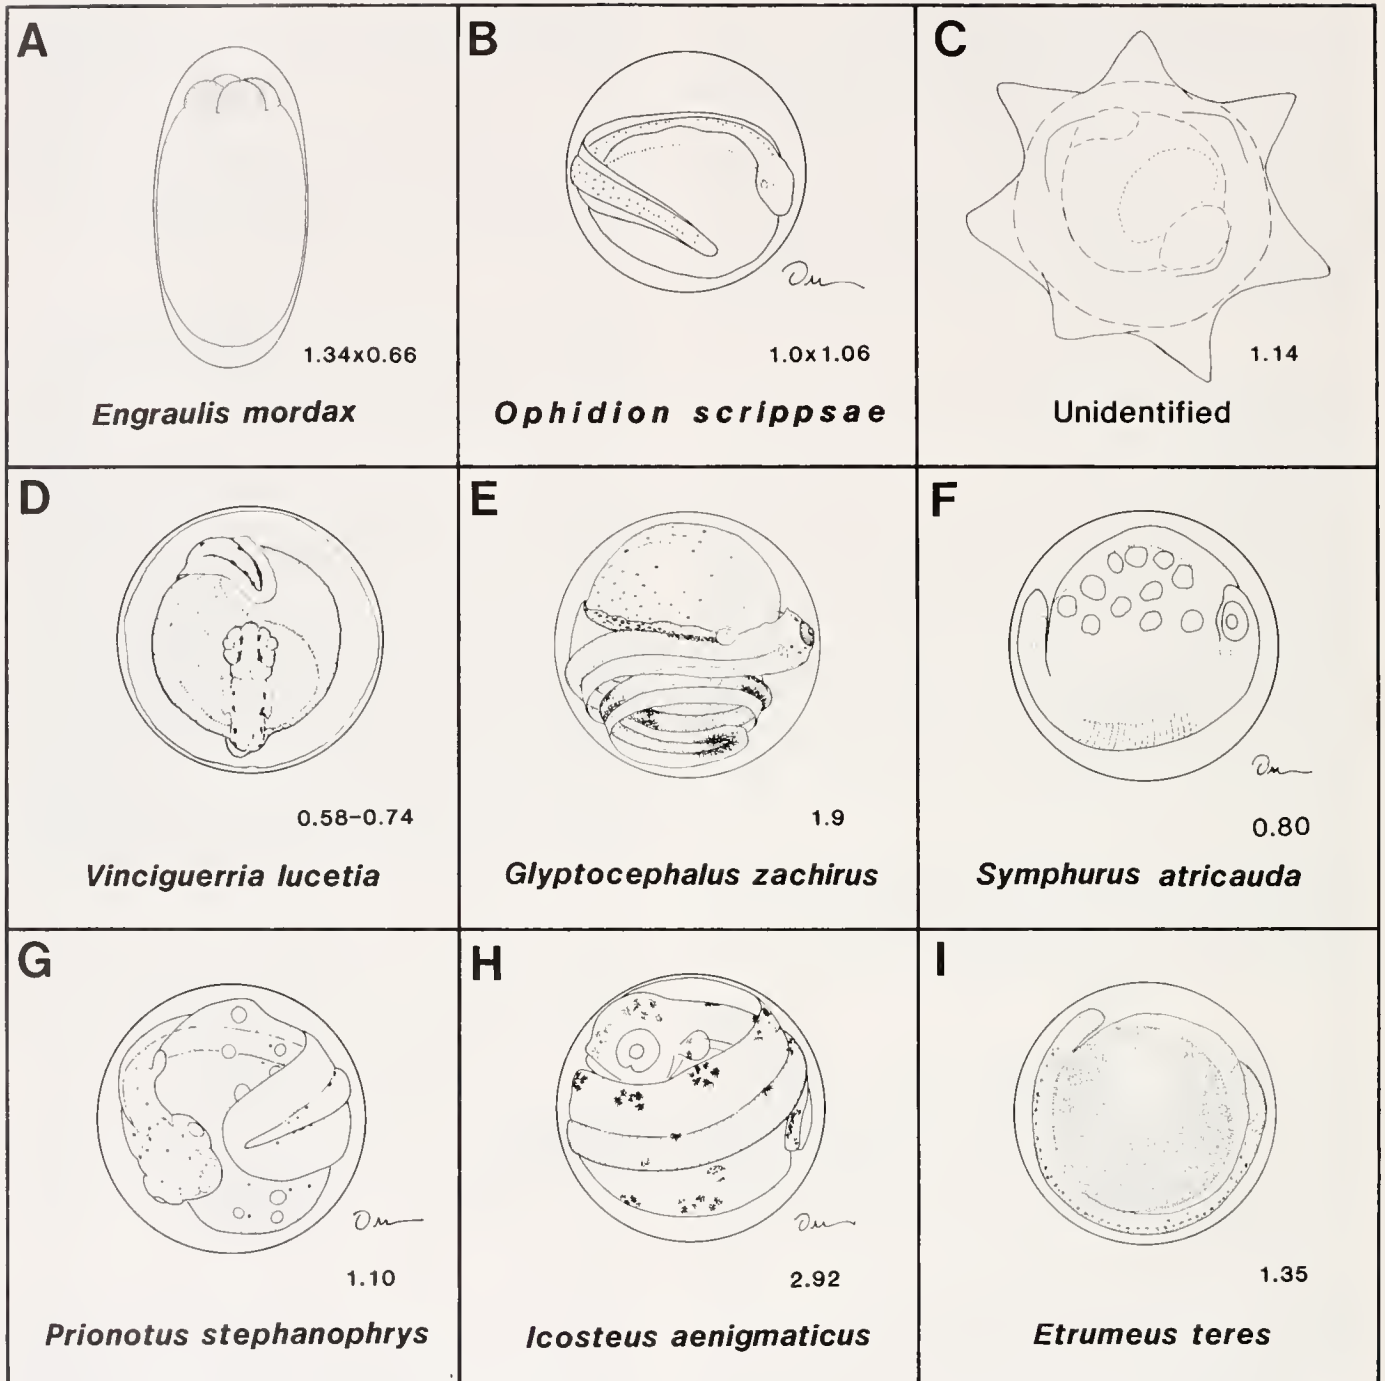 A
1.34x0.66
Engraulis mordax
B
1.0x1.06
Ophidion scrippsae
C
1.14
Unidentified
D
0.58-0.74
Vinciguerria lucetia
E
1.9
Glyptocephalus zachirus
F
0.80
Symphurus atricauda
G
1.10
Prionotus stephanophrys
H
2.92
Icosteus aenigmaticus
I
1.35
Etrumeus teres